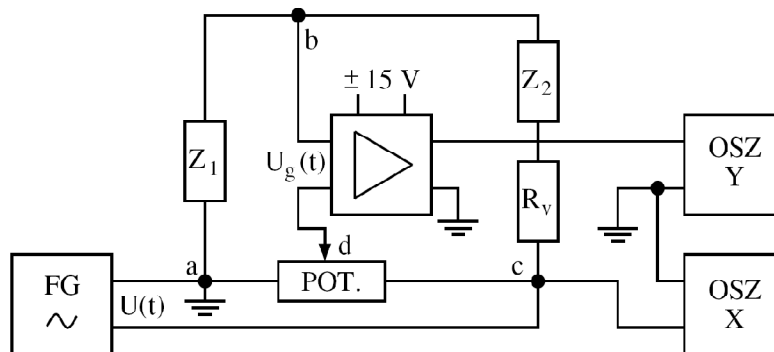 b
± 15 V
Z2
OSZ
Y
Z1
Ug(t)
Rv
d
a
c
FG
U(t)
POT.
OSZ
X